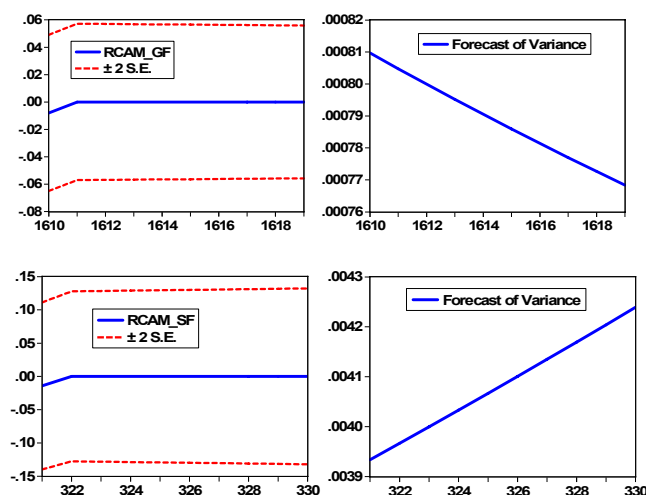 .06
.04
.02
.00
-.02
-.04
-.06
-.08
1610 1612 1614 1616 1618
RCAM_GF
± 2 S.E.
.00082
.00081
.00080
.00079
.00078
.00077
.00076
1610 1612 1614 1616 1618
Forecast of Variance
.15
.10
.05
.00
-.05
-.10
-.15
322 324 326 328 330
RCAM_SF
± 2 S.E.
.0043
.0042
.0041
.0040
.0039
322 324 326 328 330
Forecast of Variance